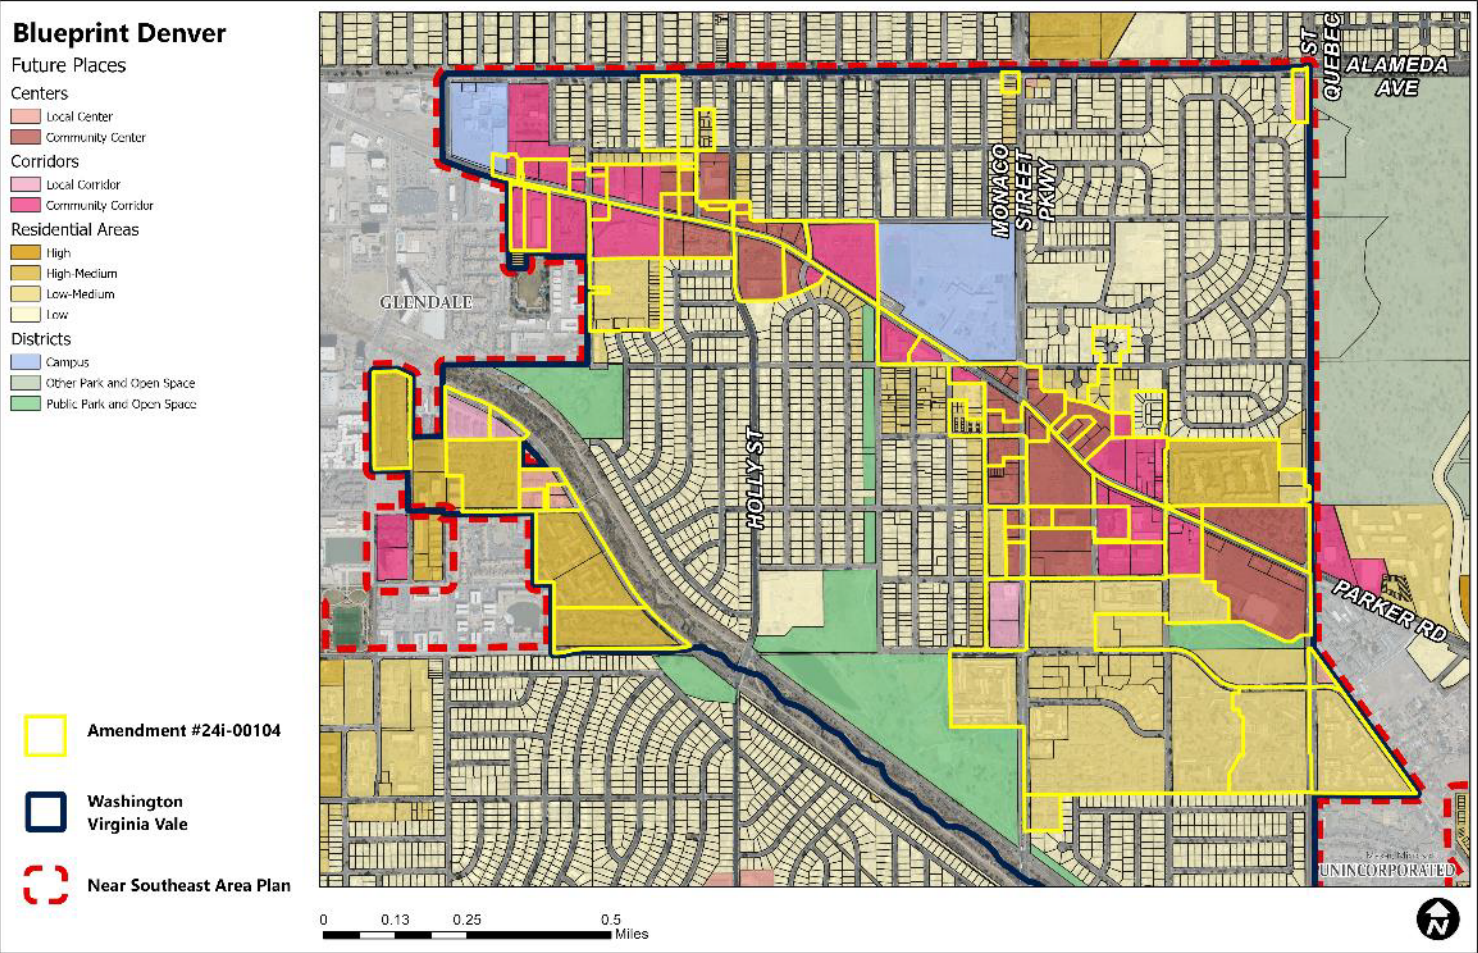 Blueprint Denver
Future Places
Centers
Local Center
Community Center
Corridors
Local Corridor
Community Corridor
Residential Areas
High
High-Medium
Low-Medium
Low
Districts
Campus
Other Park and Open Space
Public Park and Open Space
Amendment #24i-00104
Washington
Virginia Vale
Near Southeast Area Plan
QUEBEC
ST
ALAMEDA
AVE
MONACO
STREET
PKWY
GLENDALE
HOLLY ST
PARKER RD
UNINCORPORATED
0
0.13
0.25
0.5
Miles
N